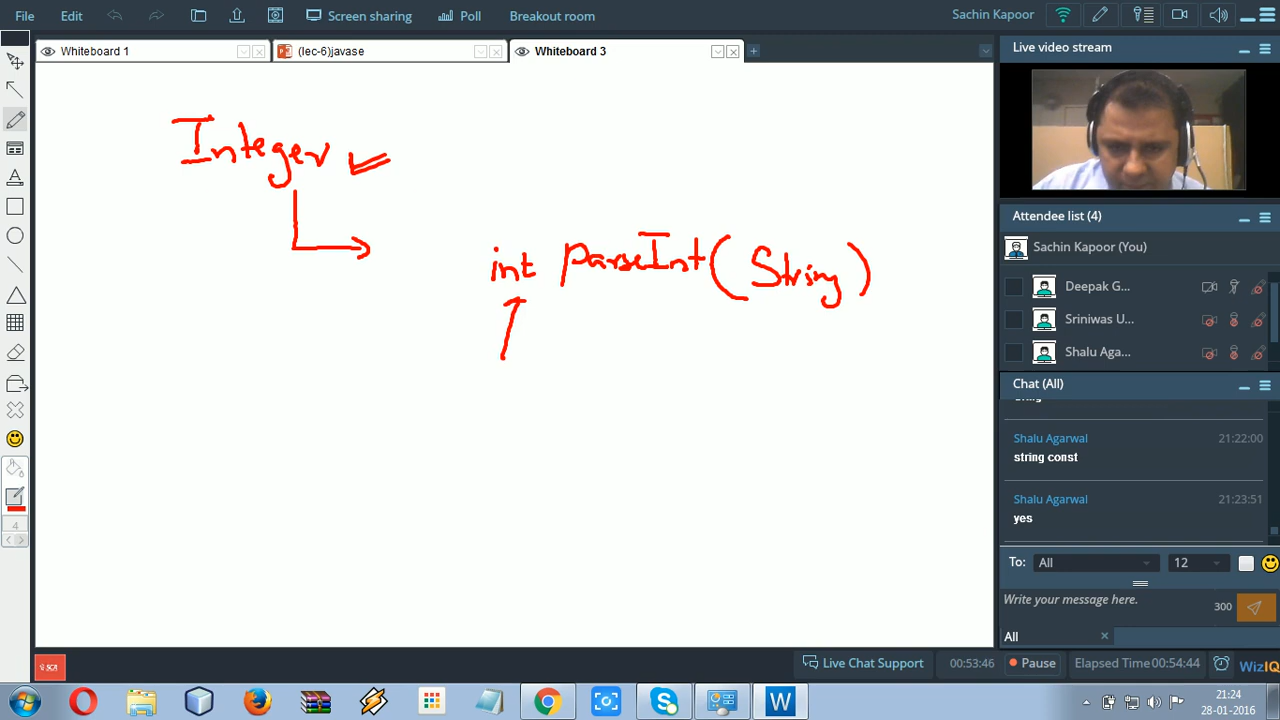 File Edit Screen sharing Poll Breakout room Sachin Kapoor
Whiteboard 1 (lec-6)javase Whiteboard 3
Integer
int parseInt(String)
Live video stream
Attendee list (4)
Sachin Kapoor (You)
Deepak G...
Sriniwas U...
Shalu Aga...
Chat (All)
Shalu Agarwal 21:22:00
string const
Shalu Agarwal 21:23:51
yes
To: All 12
Write your message here. 300
All
Live Chat Support 00:53:46 Pause Elapsed Time 00:54:44 WizIQ
4
21:24
28-01-2016